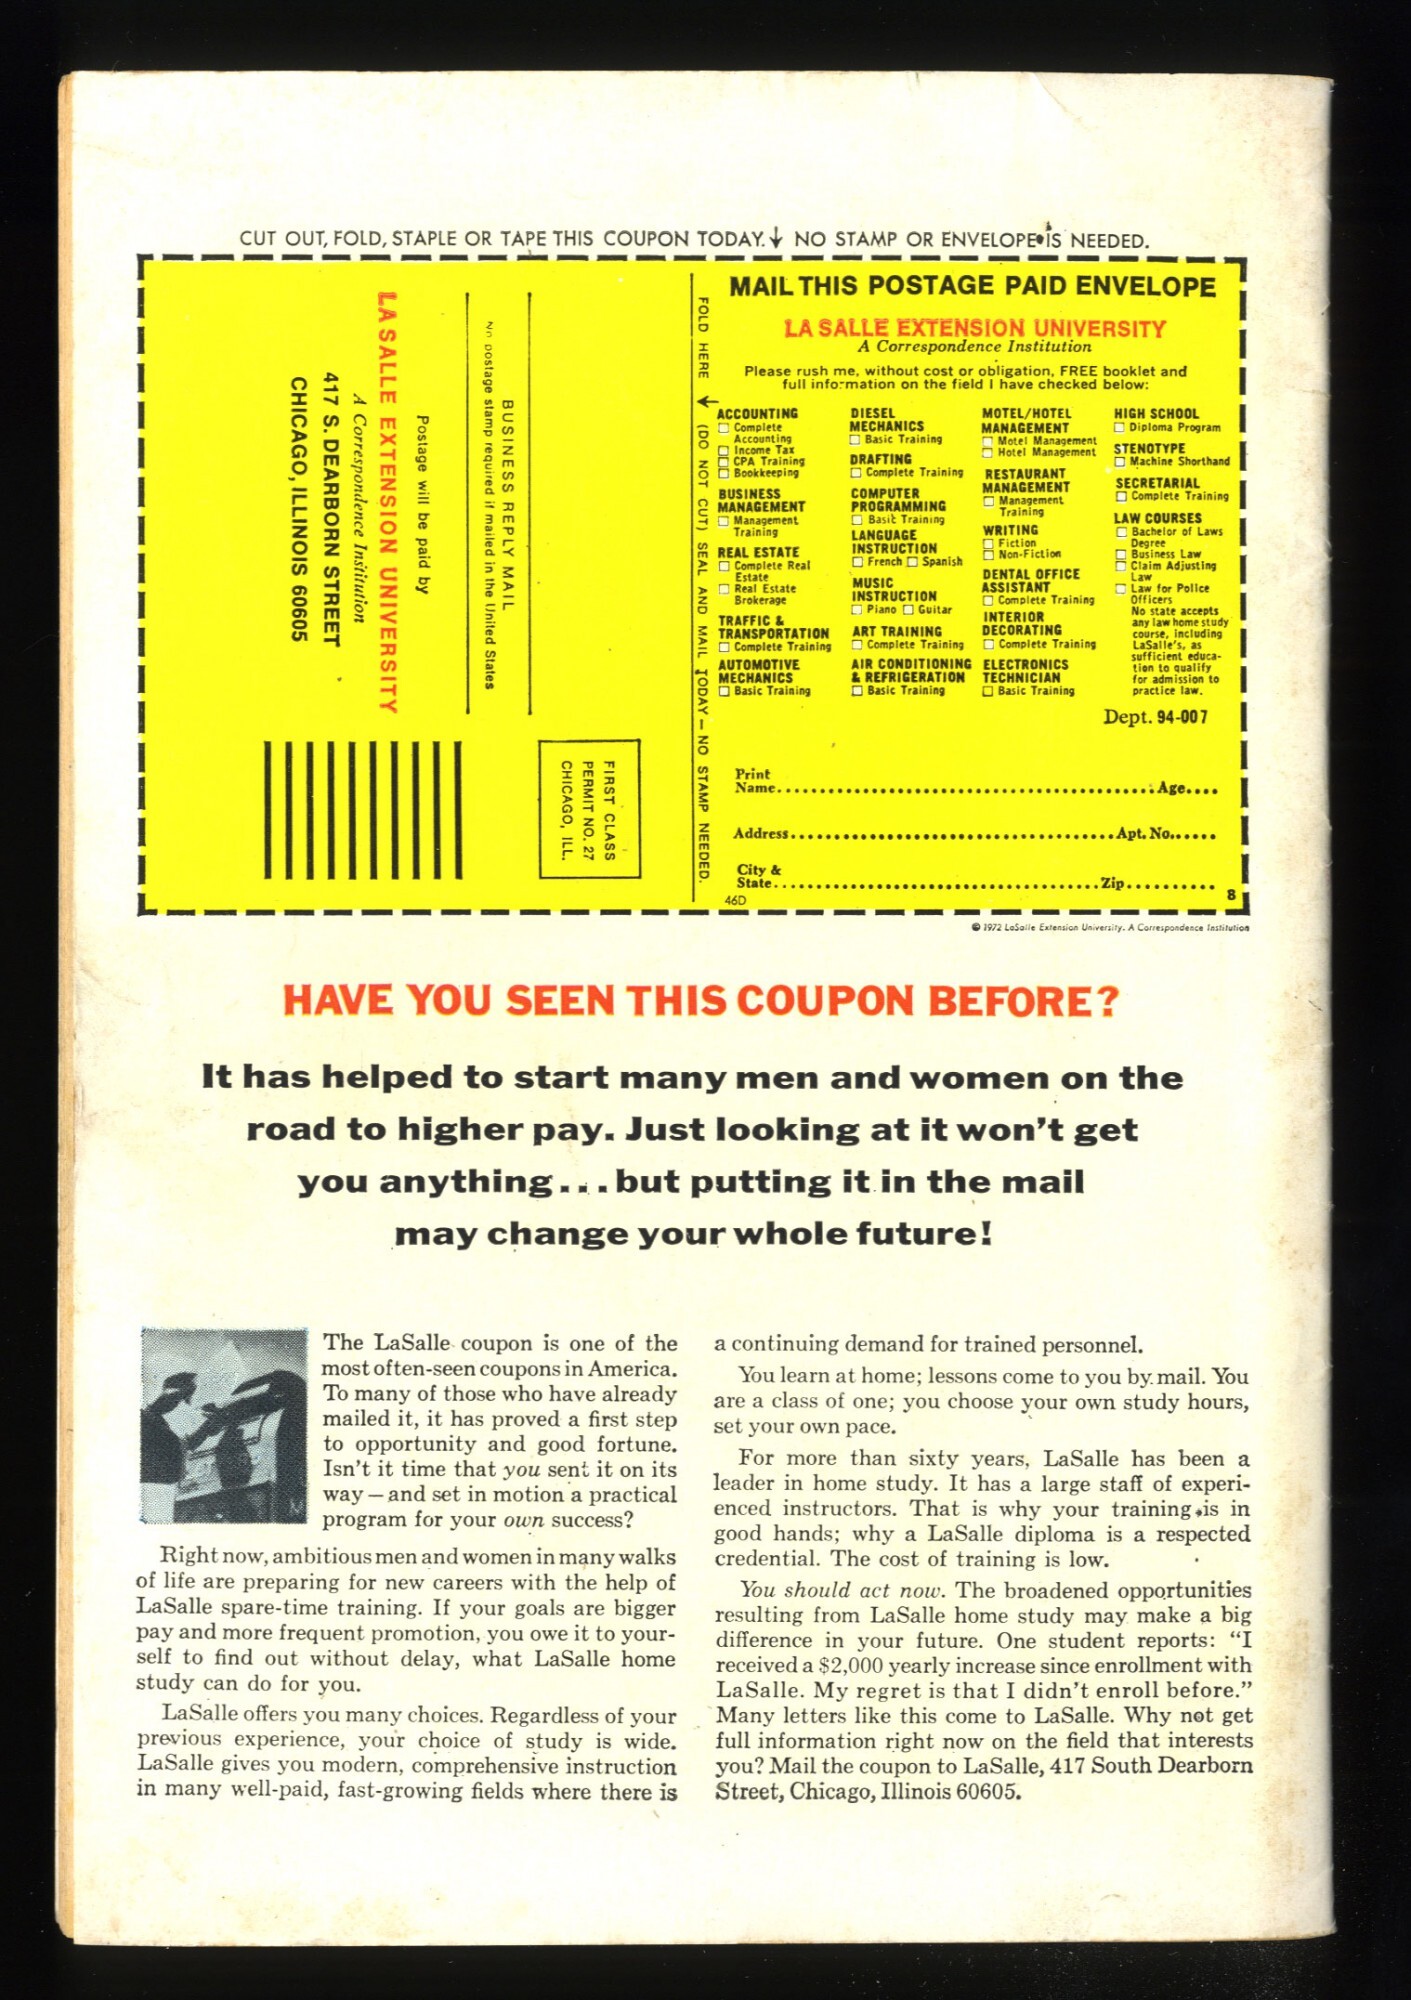 CUT OUT, FOLD, STAPLE OR TAPE THIS COUPON TODAY. NO STAMP OR ENVELOPE IS NEEDED.
BUSINESS REPLY MAIL
No postage stamp required if mailed in the United States
Postage will be paid by
LA SALLE EXTENSION UNIVERSITY
A Correspondence Institution
417 S. DEARBORN STREET
CHICAGO, ILLINOIS 60605
FIRST CLASS
PERMIT NO. 27
CHICAGO, ILL.
FOLD HERE (DO NOT CUT) SEAL AND MAIL TODAY — NO STAMP NEEDED.
MAIL THIS POSTAGE PAID ENVELOPE
LA SALLE EXTENSION UNIVERSITY
A Correspondence Institution
Please rush me, without cost or obligation, FREE booklet and
full information on the field I have checked below:
ACCOUNTING
Complete
Accounting
Income Tax
CPA Training
Bookkeeping
BUSINESS
MANAGEMENT
Management
Training
REAL ESTATE
Complete Real
Estate
Real Estate
Brokerage
TRAFFIC &
TRANSPORTATION
Complete Training
AUTOMOTIVE
MECHANICS
Basic Training
DIESEL
MECHANICS
Basic Training
DRAFTING
Complete Training
COMPUTER
PROGRAMMING
Basic Training
LANGUAGE
INSTRUCTION
French Spanish
MUSIC
INSTRUCTION
Piano Guitar
ART TRAINING
Complete Training
AIR CONDITIONING
& REFRIGERATION
Basic Training
MOTEL/HOTEL
MANAGEMENT
Motel Management
Hotel Management
RESTAURANT
MANAGEMENT
Management
Training
WRITING
Fiction
Non-Fiction
DENTAL OFFICE
ASSISTANT
Complete Training
INTERIOR
DECORATING
Complete Training
ELECTRONICS
TECHNICIAN
Basic Training
HIGH SCHOOL
Diploma Program
STENOTYPE
Machine Shorthand
SECRETARIAL
Complete Training
LAW COURSES
Bachelor of Laws
Degree
Business Law
Claim Adjusting
Law
Law for Police
Officers
No state accepts
any law home study
course, including
LaSalle's, as
sufficient educa-
tion to qualify
for admission to
practice law.
Dept. 94-007
Print
Name Age
Address Apt. No.
City &
State Zip
46D 8
© 1972 LaSalle Extension University. A Correspondence Institution
HAVE YOU SEEN THIS COUPON BEFORE?
It has helped to start many men and women on the
road to higher pay. Just looking at it won't get
you anything...but putting it in the mail
may change your whole future!
The LaSalle coupon is one of the
most often-seen coupons in America.
To many of those who have already
mailed it, it has proved a first step
to opportunity and good fortune.
Isn't it time that you sent it on its
way — and set in motion a practical
program for your own success?
Right now, ambitious men and women in many walks
of life are preparing for new careers with the help of
LaSalle spare-time training. If your goals are bigger
pay and more frequent promotion, you owe it to your-
self to find out without delay, what LaSalle home
study can do for you.
LaSalle offers you many choices. Regardless of your
previous experience, your choice of study is wide.
LaSalle gives you modern, comprehensive instruction
in many well-paid, fast-growing fields where there is
a continuing demand for trained personnel.
You learn at home; lessons come to you by mail. You
are a class of one; you choose your own study hours,
set your own pace.
For more than sixty years, LaSalle has been a
leader in home study. It has a large staff of experi-
enced instructors. That is why your training is in
good hands; why a LaSalle diploma is a respected
credential. The cost of training is low.
You should act now. The broadened opportunities
resulting from LaSalle home study may make a big
difference in your future. One student reports: "I
received a $2,000 yearly increase since enrollment with
LaSalle. My regret is that I didn't enroll before."
Many letters like this come to LaSalle. Why not get
full information right now on the field that interests
you? Mail the coupon to LaSalle, 417 South Dearborn
Street, Chicago, Illinois 60605.